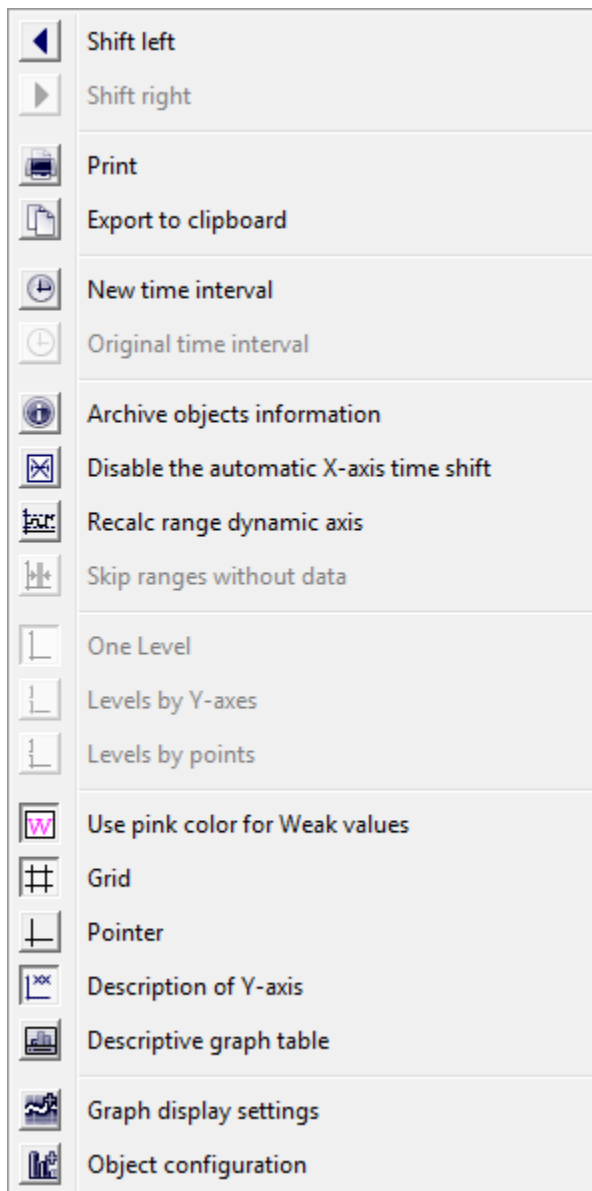 Shift left
Shift right
Print
Export to clipboard
New time interval
Original time interval
Archive objects information
Disable the automatic X-axis time shift
Recalc range dynamic axis
Skip ranges without data
One Level
Levels by Y-axes
Levels by points
W Use pink color for Weak values
Grid
Pointer
Description of Y-axis
Descriptive graph table
Graph display settings
Object configuration